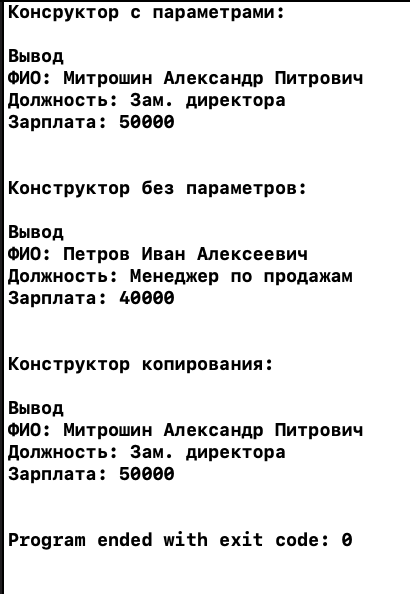 Консруктор с параметрами:
Вывод
ФИО: Митрошин Александр Питрович
Должность: Зам. директора
Зарплата: 50000
Конструктор без параметров:
Вывод
ФИО: Петров Иван Алексеевич
Должность: Менеджер по продажам
Зарплата: 40000
Конструктор копирования:
Вывод
ФИО: Митрошин Александр Питрович
Должность: Зам. директора
Зарплата: 50000
Program ended with exit code: 0